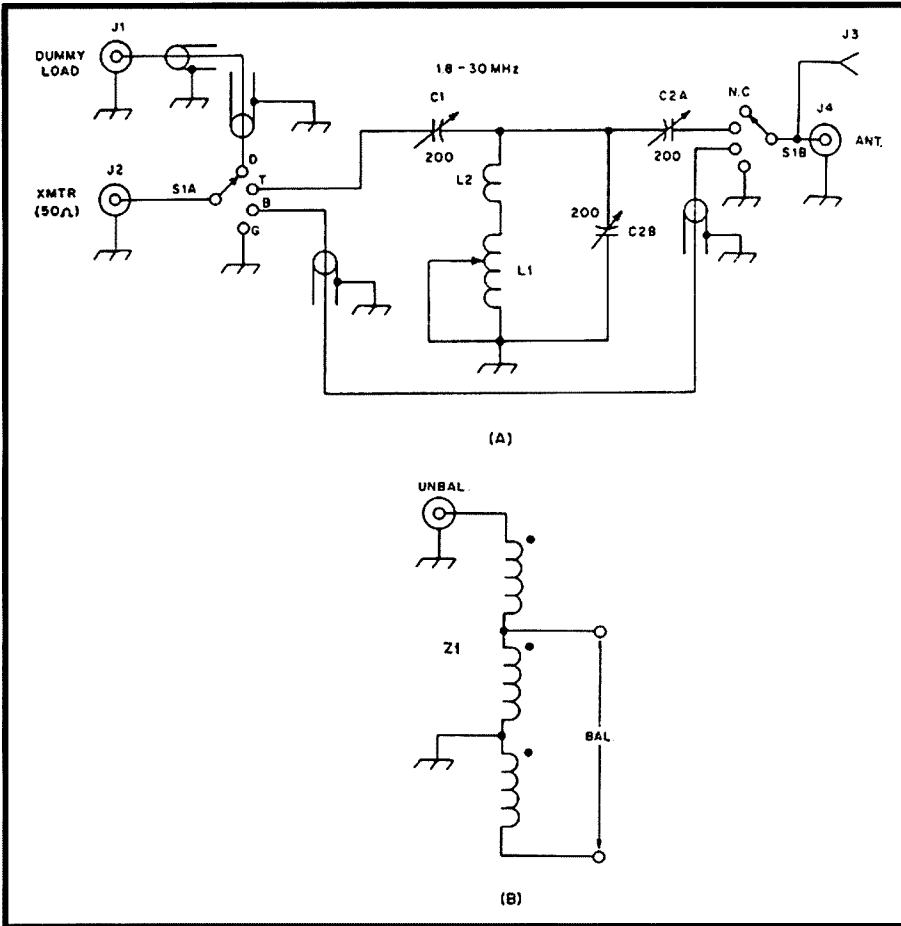 J1
DUMMY
LOAD
J2
XMTR
(50Ω)
S1A
D
T
B
G
1.8 - 30 MHz
C1
200
L2
L1
C2A
200
200
C2B
N.C
S1B
J3
J4
ANT.
(A)
UNBAL.
Z1
BAL
(B)